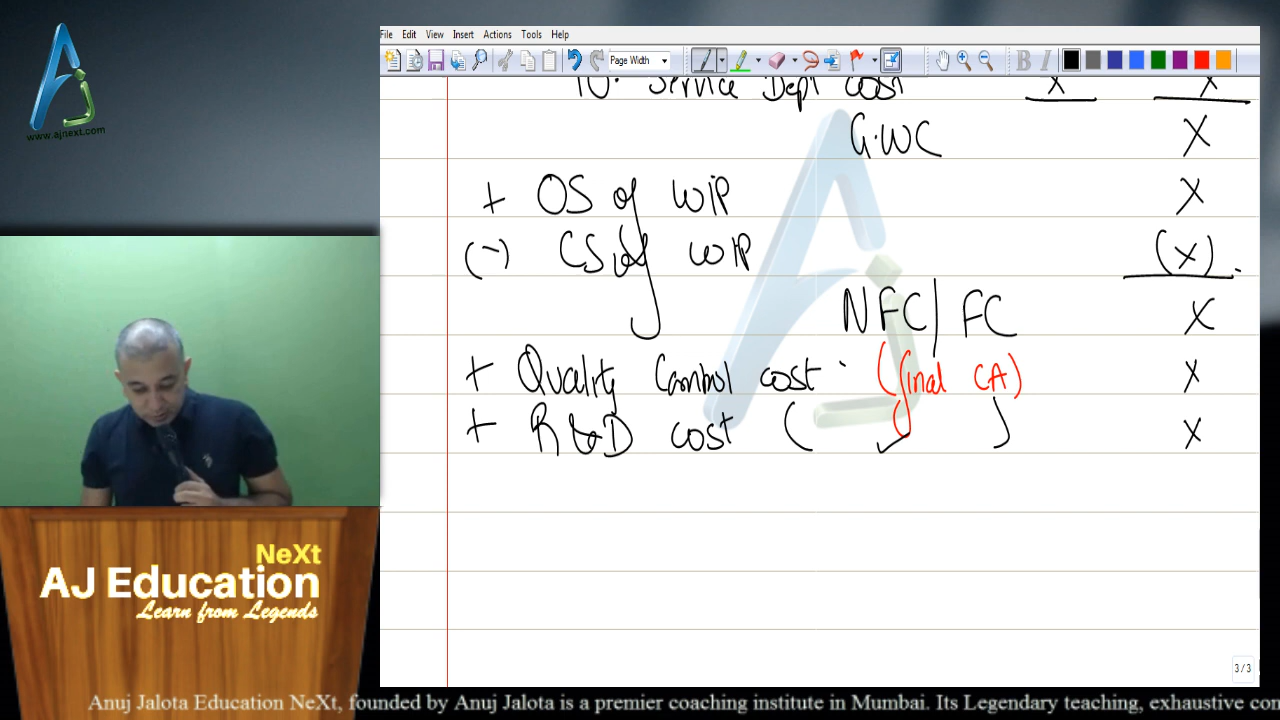 www.ajnext.com
File Edit View Insert Actions Tools Help
Page Width
B I U
10. Service Dept cost X X
G.WC X
+ OS of WIP X
(-) CS of WIP (X)
NFC/FC X
+ Quality Control cost (final CA) X
+ R&D cost ( " ) X
NeXt
AJ Education
Learn from Legends
3/3
Anuj Jalota Education NeXt, founded by Anuj Jalota is a premier coaching institute in Mumbai. Its Legendary teaching, exhaustive con